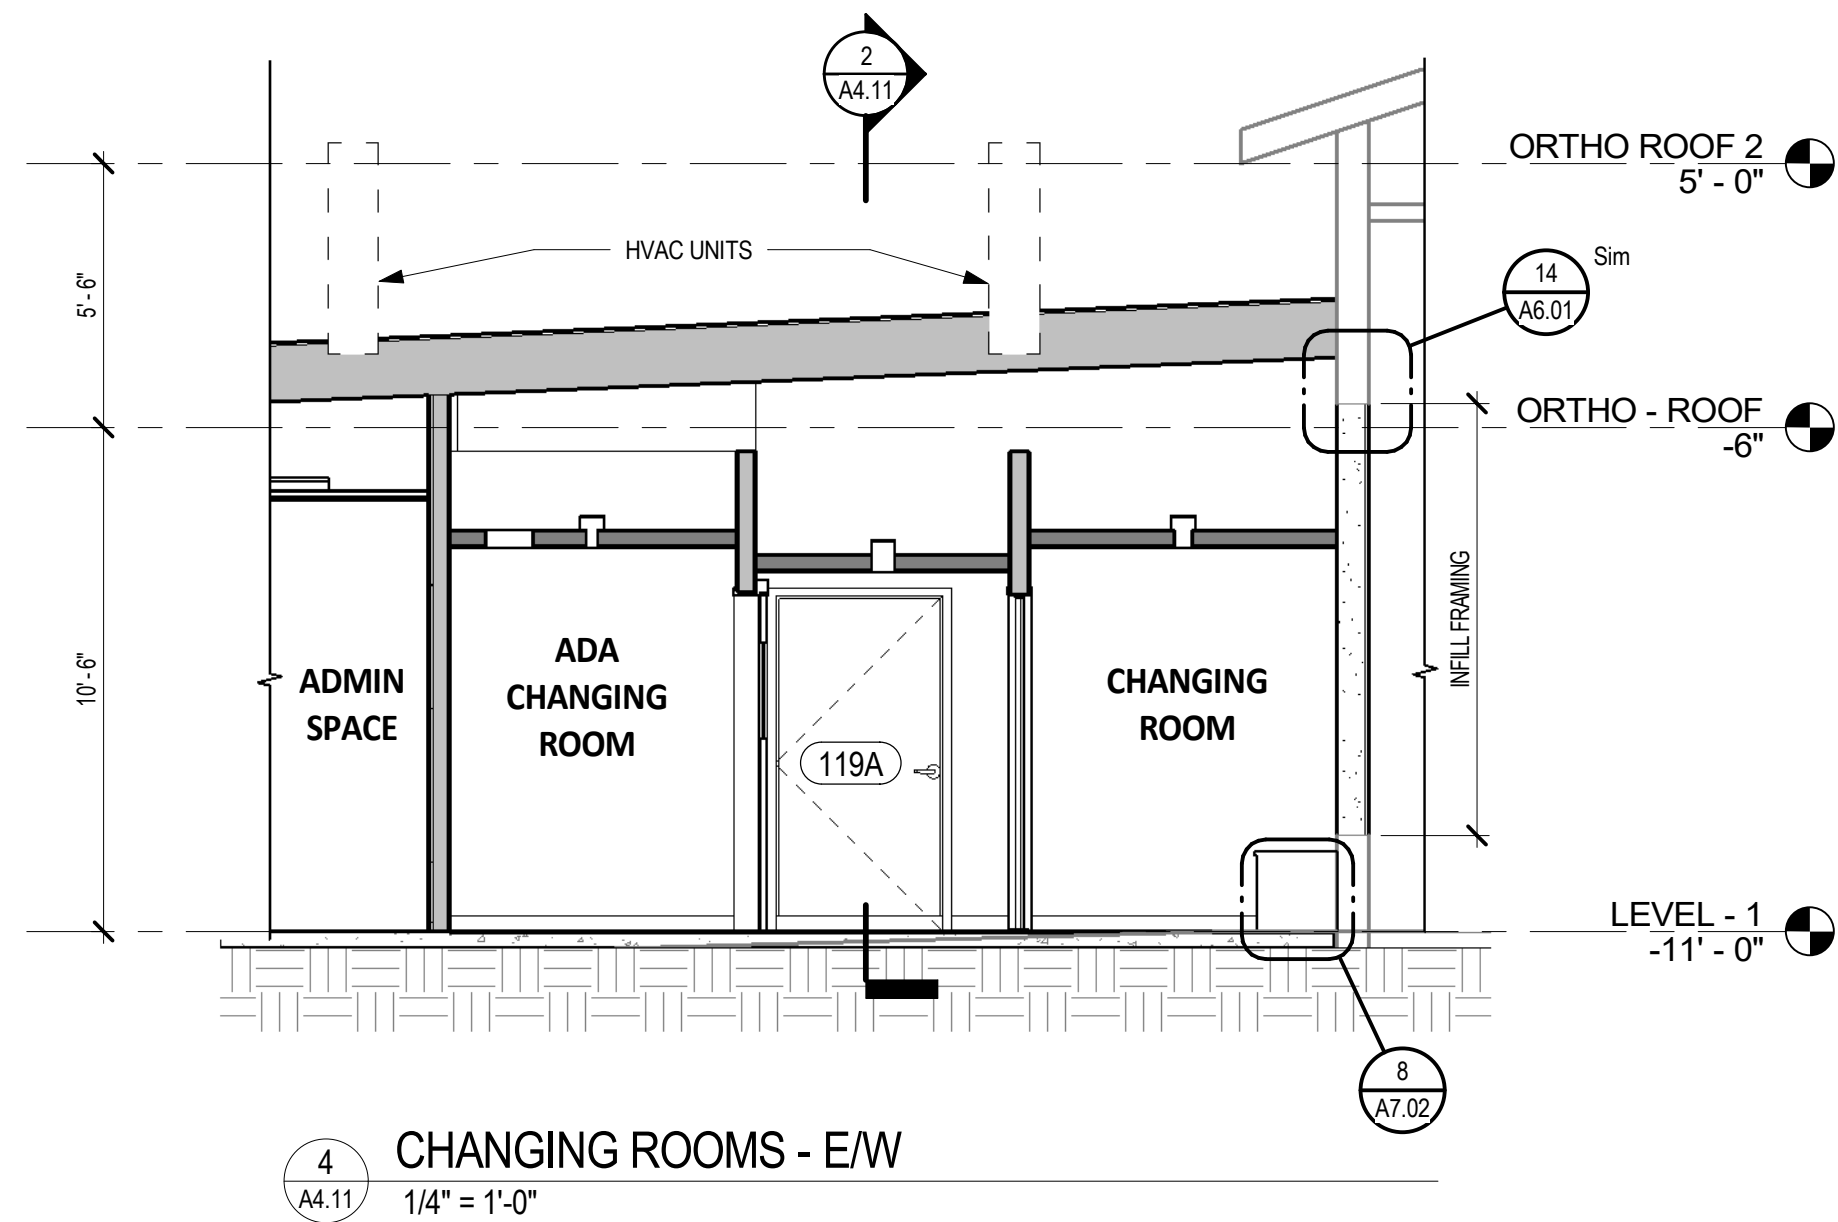 2
A4.11
ORTHO ROOF 2
5' - 0"
HVAC UNITS
14
A6.01
Sim
5' - 6"
ORTHO - ROOF
-6"
INFILL FRAMING
10' - 6"
ADMIN
SPACE
ADA
CHANGING
ROOM
119A
CHANGING
ROOM
LEVEL - 1
-11' - 0"
8
A7.02
4
A4.11
CHANGING ROOMS - E/W
1/4" = 1'-0"